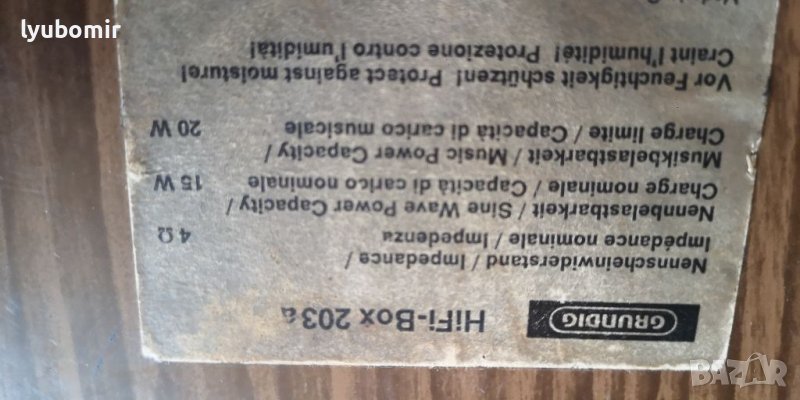 GRUNDIG HiFi-Box 203 a
Nennscheinwiderstand / Impedance /
Impédance nominale / Impedenza 4 Ω
Nennbelastbarkeit / Sine Wave Power Capacity /
Charge nominale / Capacità di carico nominale 15 W
Musikbelastbarkeit / Music Power Capacity /
Charge limite / Capacità di carico musicale 20 W
Vor Feuchtigkeit schützen! Protect against moisture!
Craint l'humidité! Protezione contro l'umidità!
lyubomir
BAZAR